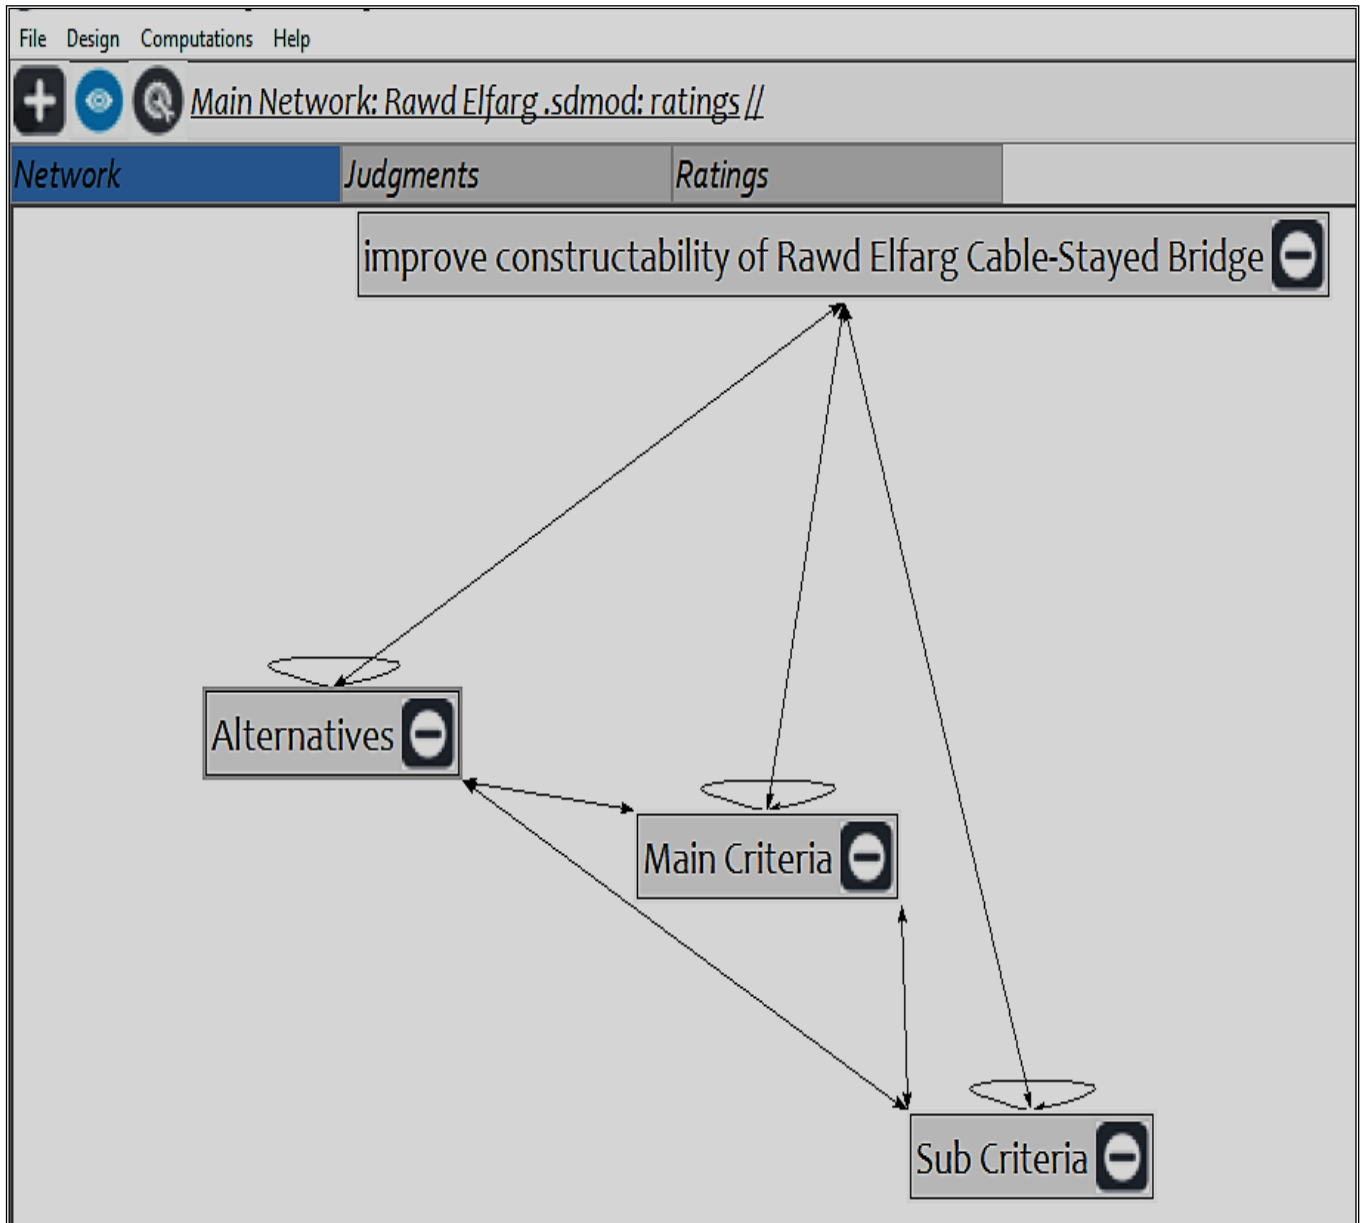 File Design Computations Help
Main Network: Rawd Elfarg .sdmod: ratings //
Network Judgments Ratings
improve constructability of Rawd Elfarg Cable-Stayed Bridge
Alternatives
Main Criteria
Sub Criteria